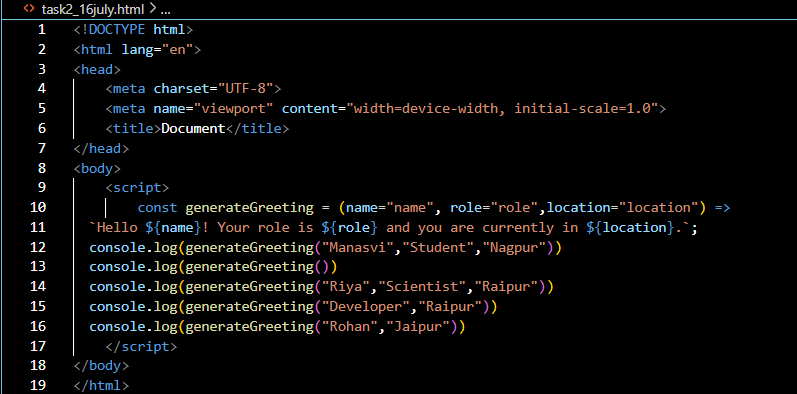 <> task2_16july.html > ...
1 <!DOCTYPE html>
2 <html lang="en">
3 <head>
4     <meta charset="UTF-8">
5     <meta name="viewport" content="width=device-width, initial-scale=1.0">
6     <title>Document</title>
7 </head>
8 <body>
9     <script>
10         const generateGreeting = (name="name", role="role",location="location") =>
11   `Hello ${name}! Your role is ${role} and you are currently in ${location}.`;
12   console.log(generateGreeting("Manasvi","Student","Nagpur"))
13   console.log(generateGreeting())
14   console.log(generateGreeting("Riya","Scientist","Raipur"))
15   console.log(generateGreeting("Developer","Raipur"))
16   console.log(generateGreeting("Rohan","Jaipur"))
17     </script>
18 </body>
19 </html>